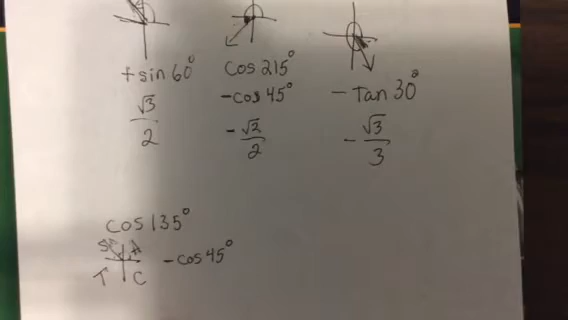 +sin 60° cos 215° - Tan 30°
√3/2 -cos 45° -√3/3
-√2/2
cos 135°
S A
T C -cos 45°